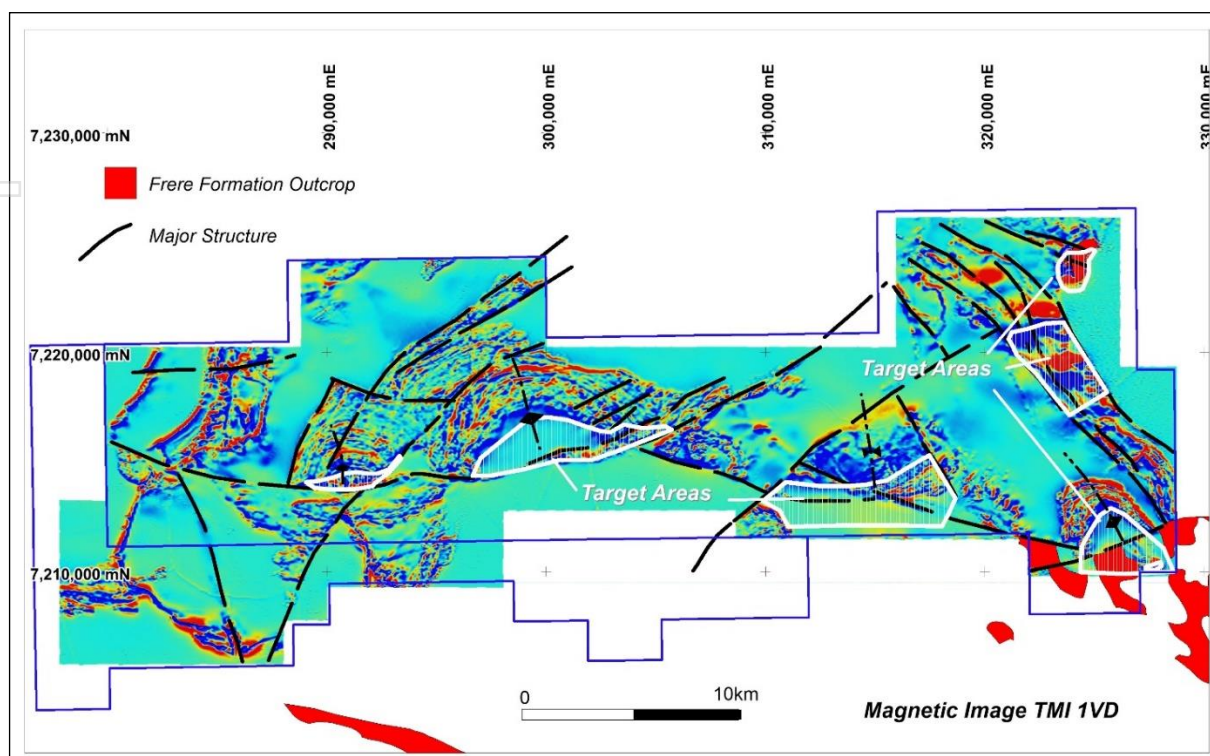 290,000 mE
300,000 mE
310,000 mE
320,000 mE
330,000 mE
7,230,000 mN
Frere Formation Outcrop
Major Structure
7,220,000 mN
Target Areas
Target Areas
7,210,000 mN
0
10km
Magnetic Image TMI 1VD